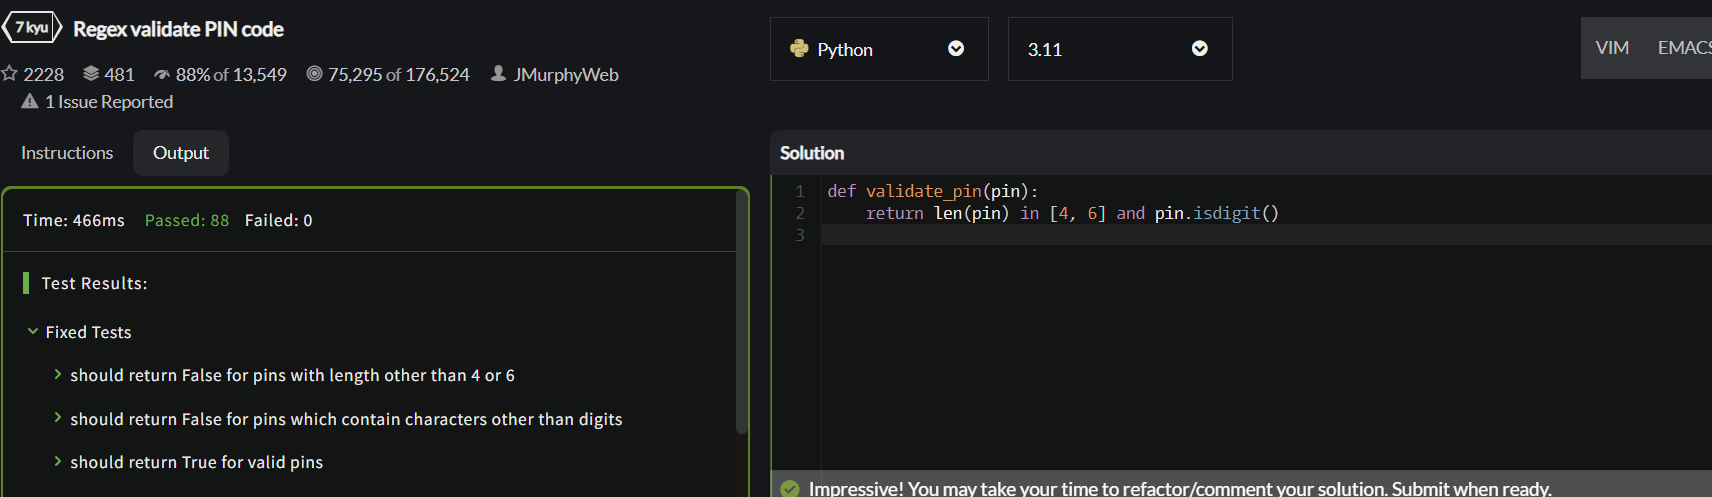 7 kyu Regex validate PIN code
2228 481 88% of 13,549 75,295 of 176,524 JMurphyWeb
1 Issue Reported
Instructions Output
Time: 466ms Passed: 88 Failed: 0
Test Results:
Fixed Tests
should return False for pins with length other than 4 or 6
should return False for pins which contain characters other than digits
should return True for valid pins
Python 3.11 VIM EMACS
Solution
1 def validate_pin(pin):
2 return len(pin) in [4, 6] and pin.isdigit()
3
Impressive! You may take your time to refactor/comment your solution. Submit when ready.